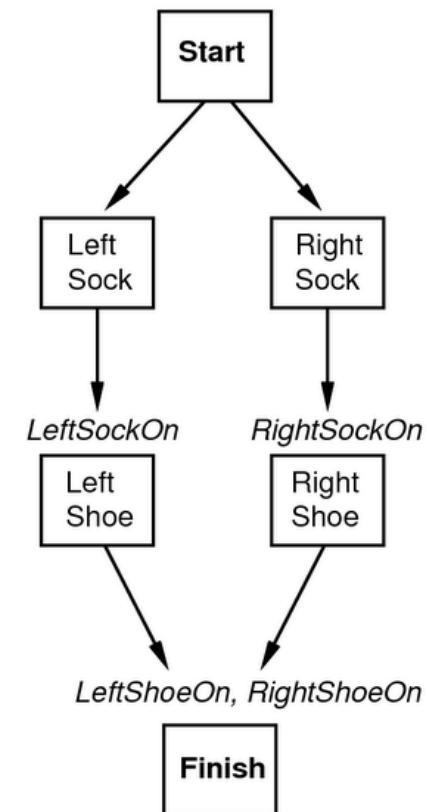 Start
Left
Sock
Right
Sock
LeftSockOn
RightSockOn
Left
Shoe
Right
Shoe
LeftShoeOn, RightShoeOn
Finish